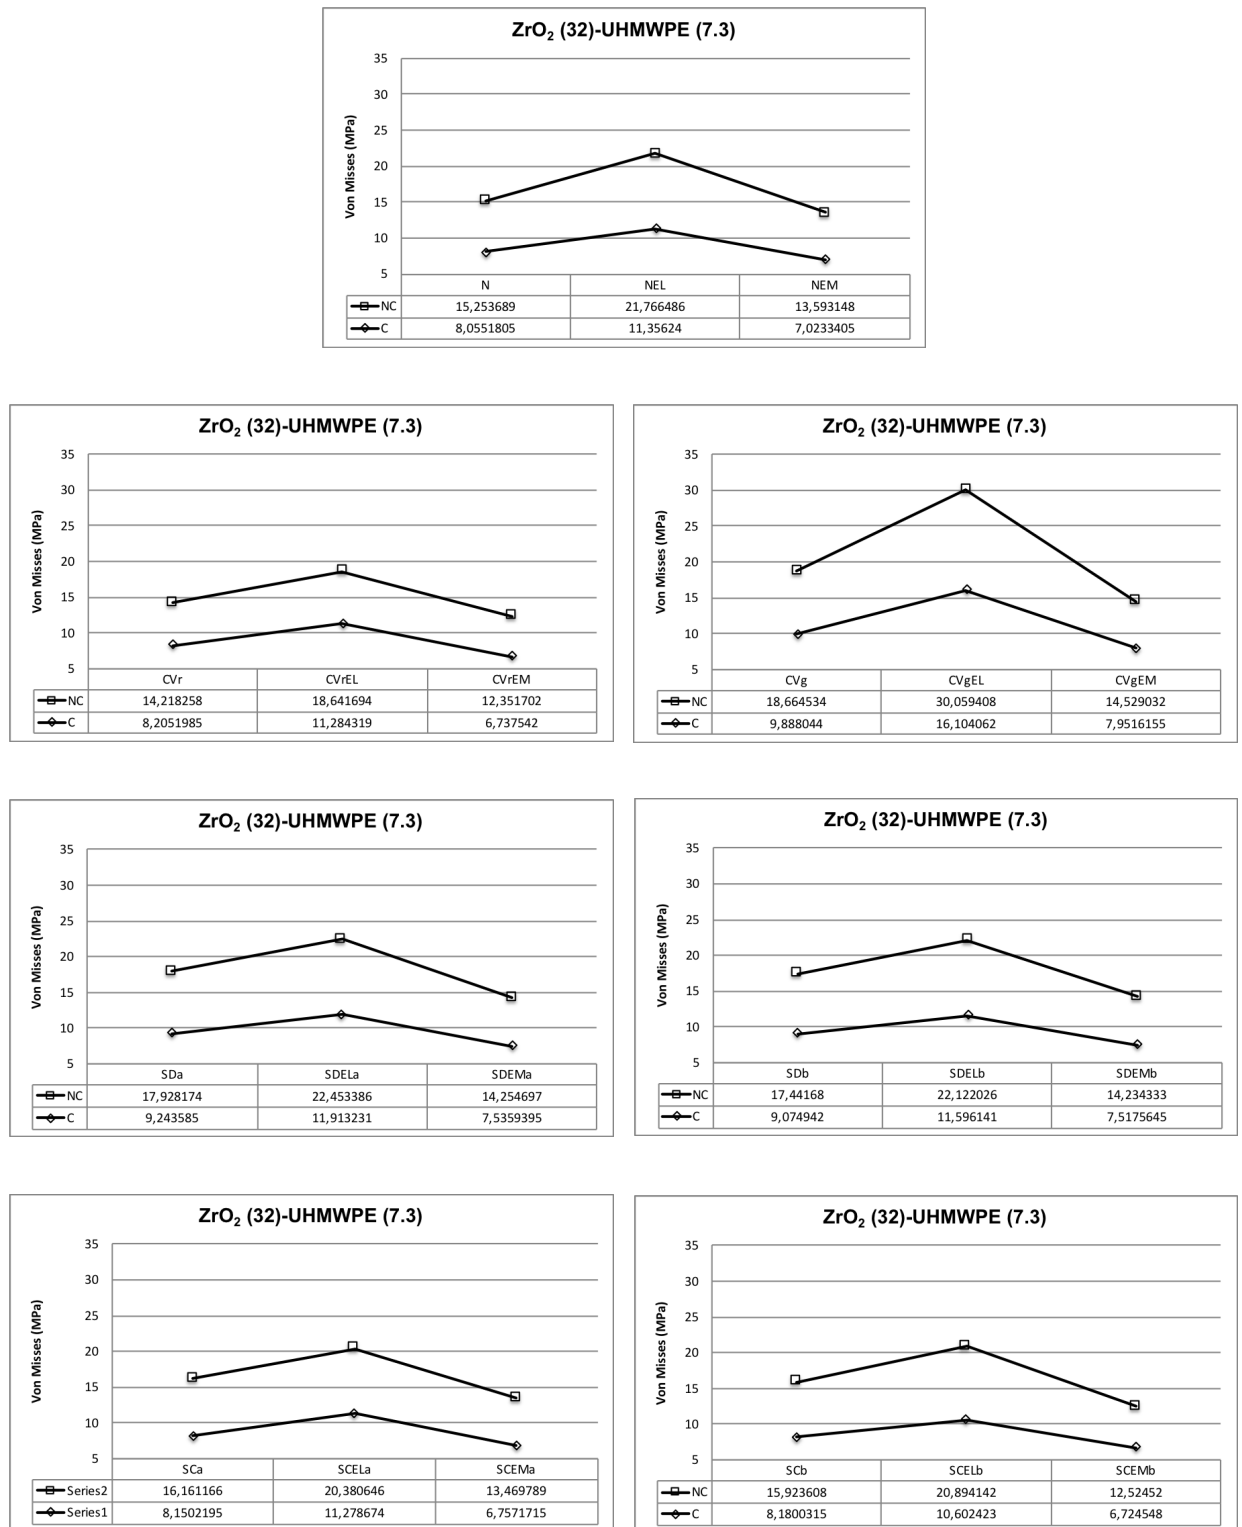 ZrO₂ (32)-UHMWPE (7.3)
Von Misses (MPa)
35
30
25
20
15
10
5
N NEL NEM
NC 15,253689 21,766486 13,593148
C 8,0551805 11,35624 7,0233405
ZrO₂ (32)-UHMWPE (7.3)
Von Misses (MPa)
35
30
25
20
15
10
5
CVr CVrEL CVrEM
NC 14,218258 18,641694 12,351702
C 8,2051985 11,284319 6,737542
ZrO₂ (32)-UHMWPE (7.3)
Von Misses (MPa)
35
30
25
20
15
10
5
CVg CVgEL CVgEM
NC 18,664534 30,059408 14,529032
C 9,888044 16,104062 7,9516155
ZrO₂ (32)-UHMWPE (7.3)
Von Misses (MPa)
35
30
25
20
15
10
5
SDa SDELa SDEMa
NC 17,928174 22,453386 14,254697
C 9,243585 11,913231 7,5359395
ZrO₂ (32)-UHMWPE (7.3)
Von Misses (MPa)
35
30
25
20
15
10
5
SDb SDELb SDEMb
NC 17,44168 22,122026 14,234333
C 9,074942 11,596141 7,5175645
ZrO₂ (32)-UHMWPE (7.3)
Von Misses (MPa)
35
30
25
20
15
10
5
SCa SCELa SCEMa
Series2 16,161166 20,380646 13,469789
Series1 8,1502195 11,278674 6,7571715
ZrO₂ (32)-UHMWPE (7.3)
Von Misses (MPa)
35
30
25
20
15
10
5
SCb SCELb SCEMb
NC 15,923608 20,894142 12,52452
C 8,1800315 10,602423 6,724548